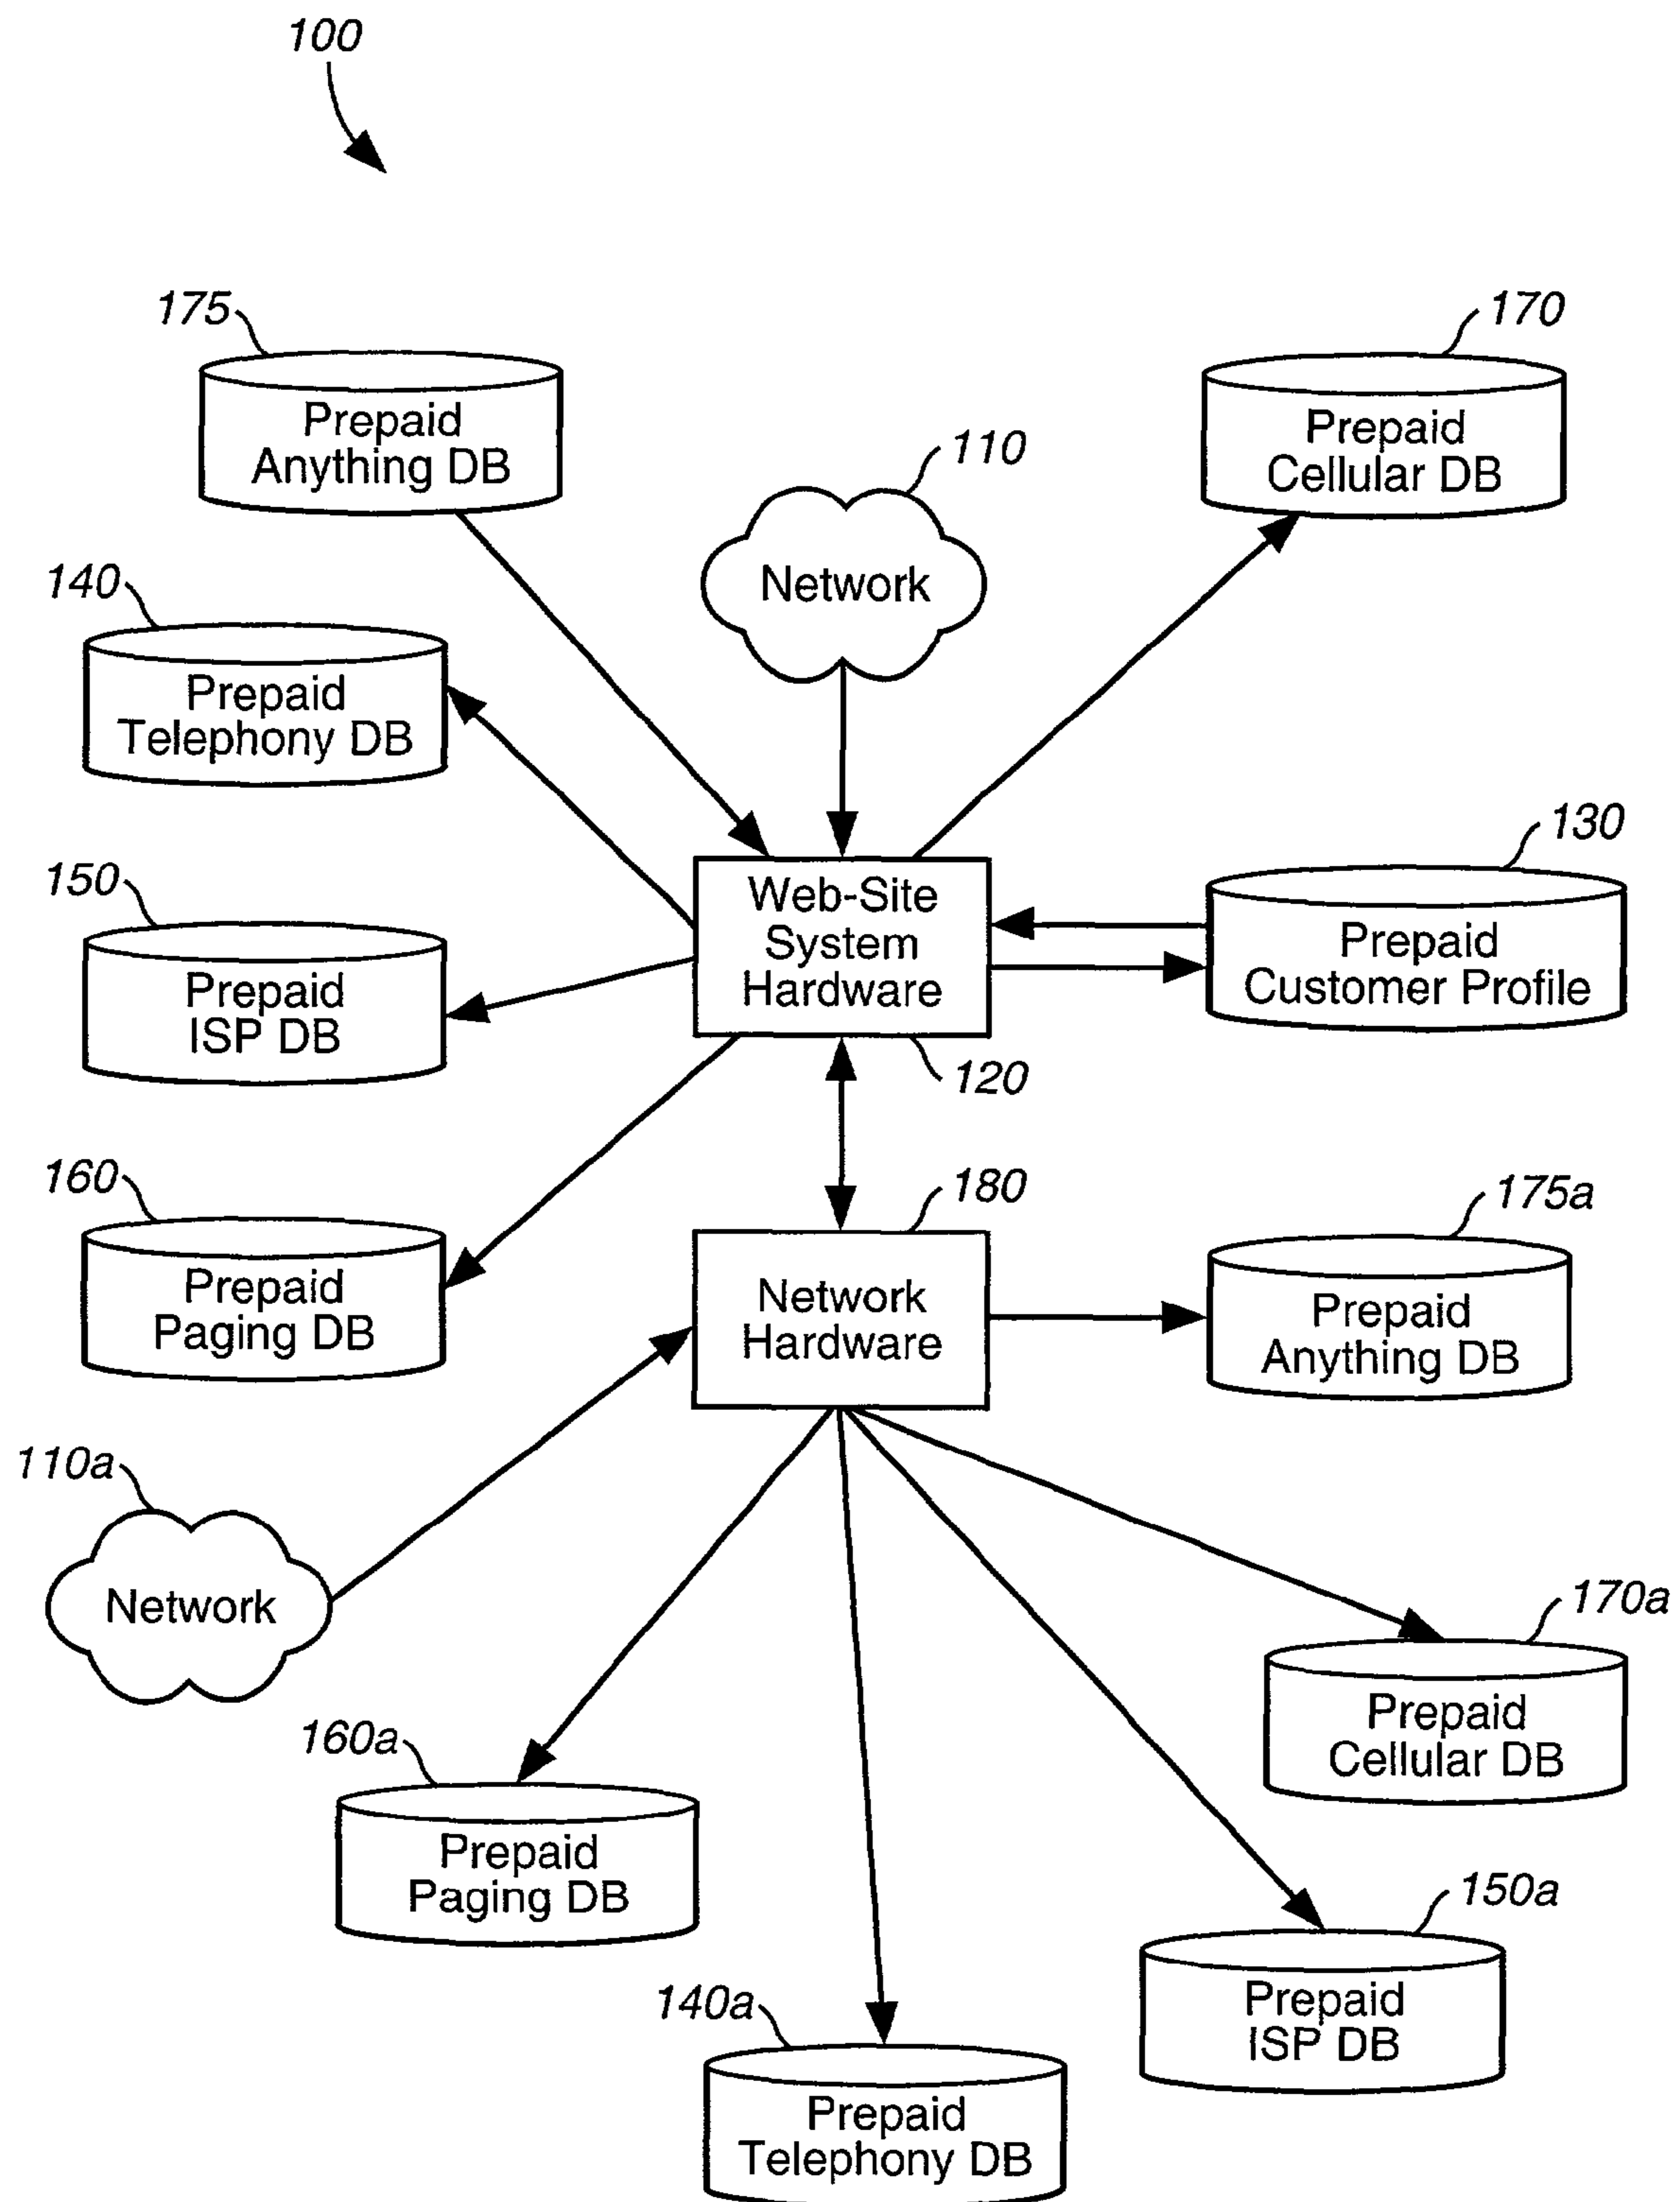 100
175
Prepaid
Anything DB
170
Prepaid
Cellular DB
110
Network
140
Prepaid
Telephony DB
150
Prepaid
ISP DB
Web-Site
System
Hardware
130
Prepaid
Customer Profile
120
160
Prepaid
Paging DB
180
Network
Hardware
175a
Prepaid
Anything DB
110a
Network
170a
Prepaid
Cellular DB
160a
Prepaid
Paging DB
150a
Prepaid
ISP DB
140a
Prepaid
Telephony DB